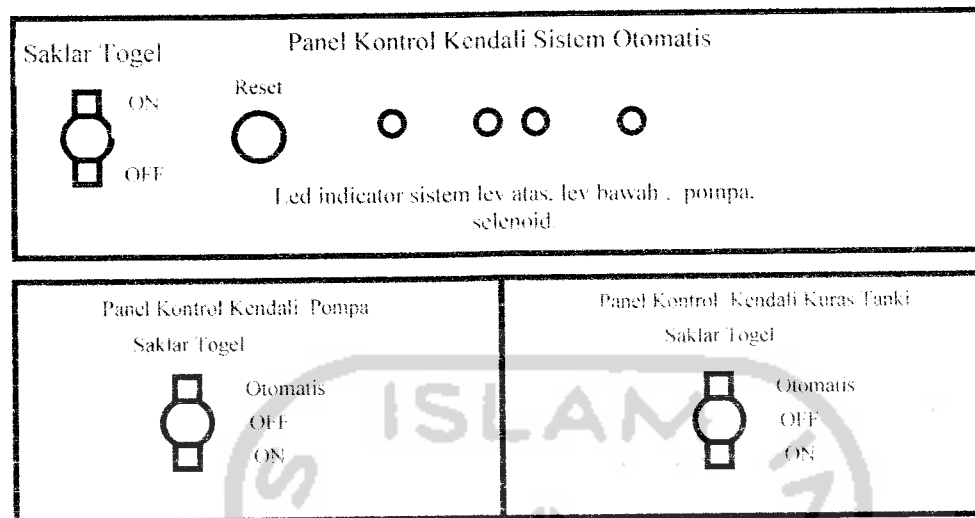 Panel Kontrol Kendali Sistem Otomatis
Saklar Togel
Reset
ON
OFF
Led indicator sistem lev atas, lev bawah , pompa,
selenoid.
Panel Kontrol Kendali Pompa
Saklar Togel
Otomatis
OFF
ON
Panel Kontrol Kendali Kuras Tanki
Saklar Togel
Otomatis
OFF
ON
ISLAM